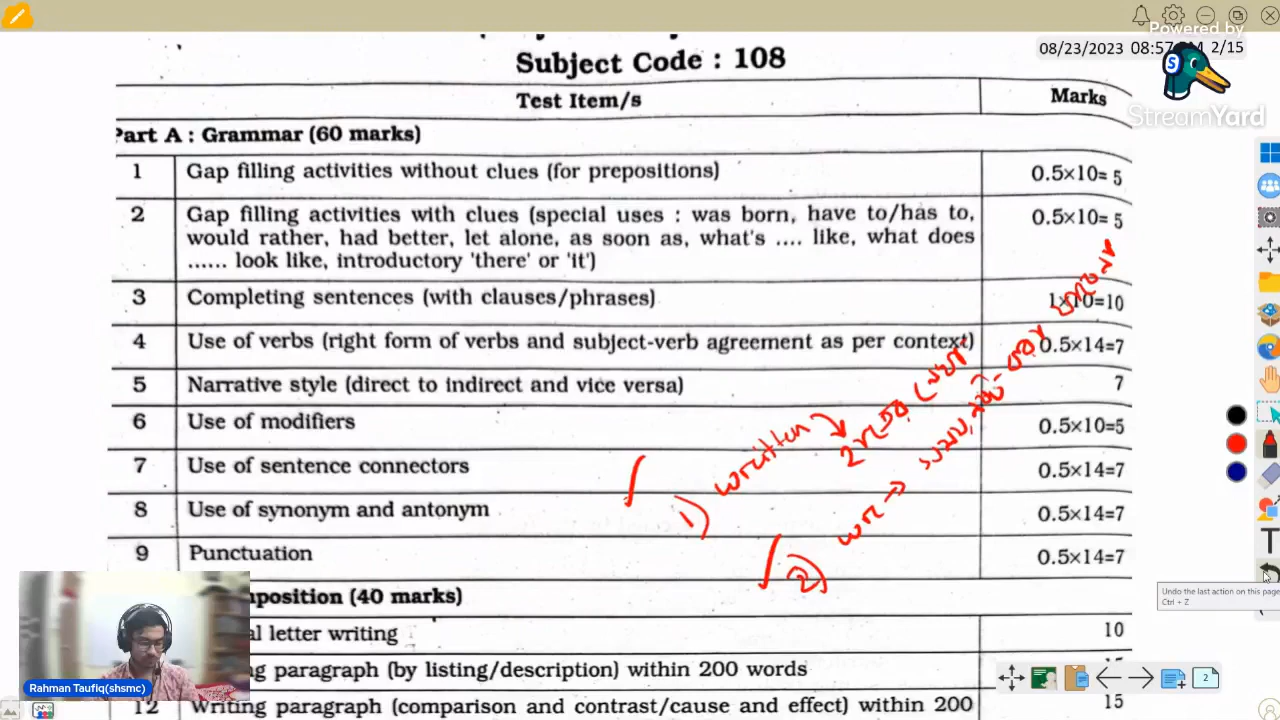 Powered by
StreamYard
08/23/2023 08:57 M 2/15
Subject Code : 108
Test Item/s Marks
Part A : Grammar (60 marks)
1 Gap filling activities without clues (for prepositions) 0.5×10= 5
2 Gap filling activities with clues (special uses : was born, have to/has to, 0.5×10= 5
would rather, had better, let alone, as soon as, what's .... like, what does
...... look like, introductory 'there' or 'it')
3 Completing sentences (with clauses/phrases) 1×10=10
4 Use of verbs (right form of verbs and subject-verb agreement as per context) 0.5×14=7
5 Narrative style (direct to indirect and vice versa) 7
6 Use of modifiers 0.5×10=5
7 Use of sentence connectors 0.5×14=7
8 Use of synonym and antonym 0.5×14=7
9 Punctuation 0.5×14=7
1) written
2)
position (40 marks)
al letter writing 10
g paragraph (by listing/description) within 200 words
12 Writing paragraph (comparison and contrast/cause and effect) within 200 15
Undo the last action on this page
Ctrl + Z
Rahman Taufiq(shsmc)
2